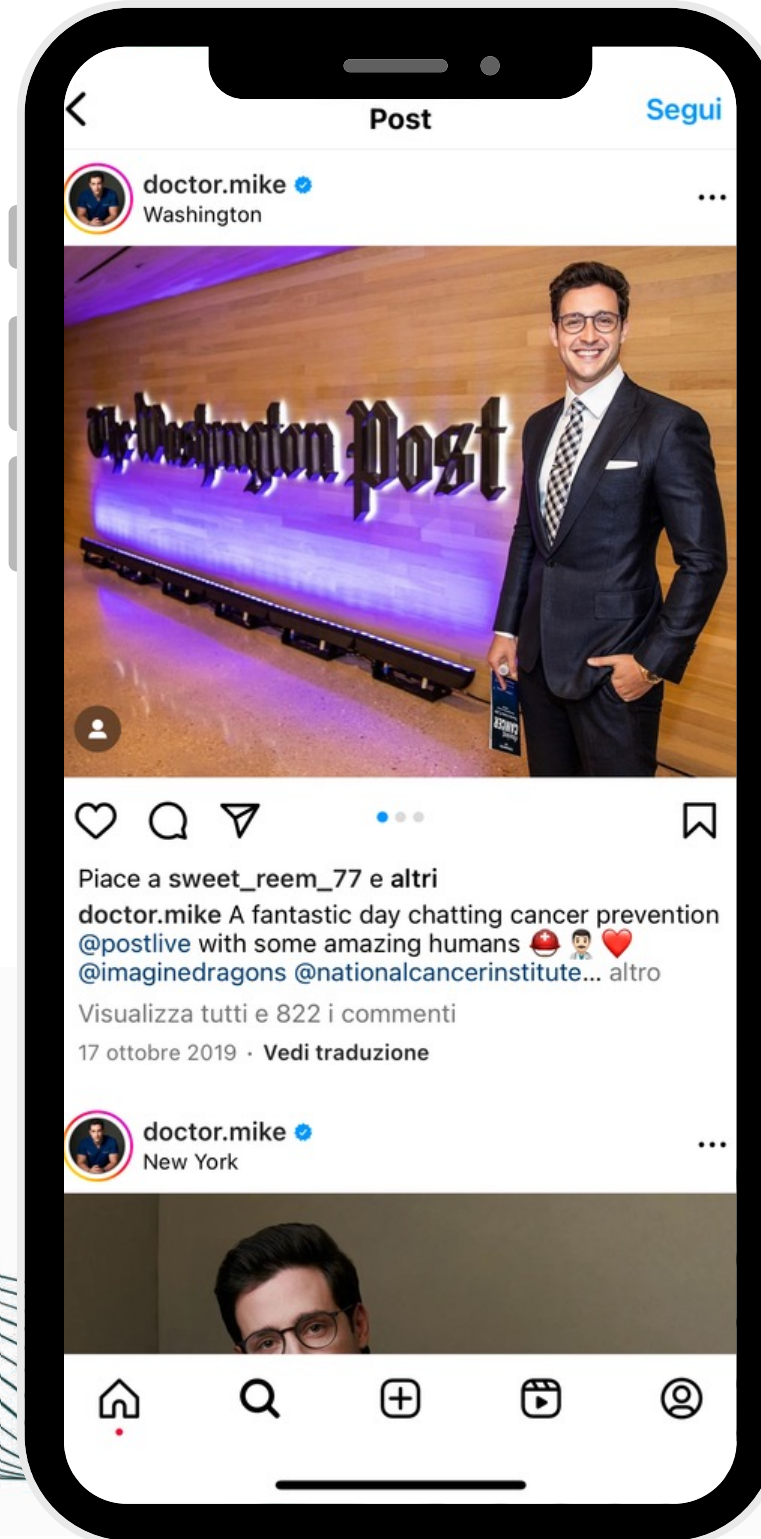 Post
Segui
doctor.mike
Washington
The Washington Post
CANCER
Piace a sweet_reem_77 e altri
doctor.mike A fantastic day chatting cancer prevention
@postlive with some amazing humans ⛑️👨🏻‍⚕️❤️
@imaginedragons @nationalcancerinstitute... altro
Visualizza tutti e 822 i commenti
17 ottobre 2019 · Vedi traduzione
doctor.mike
New York